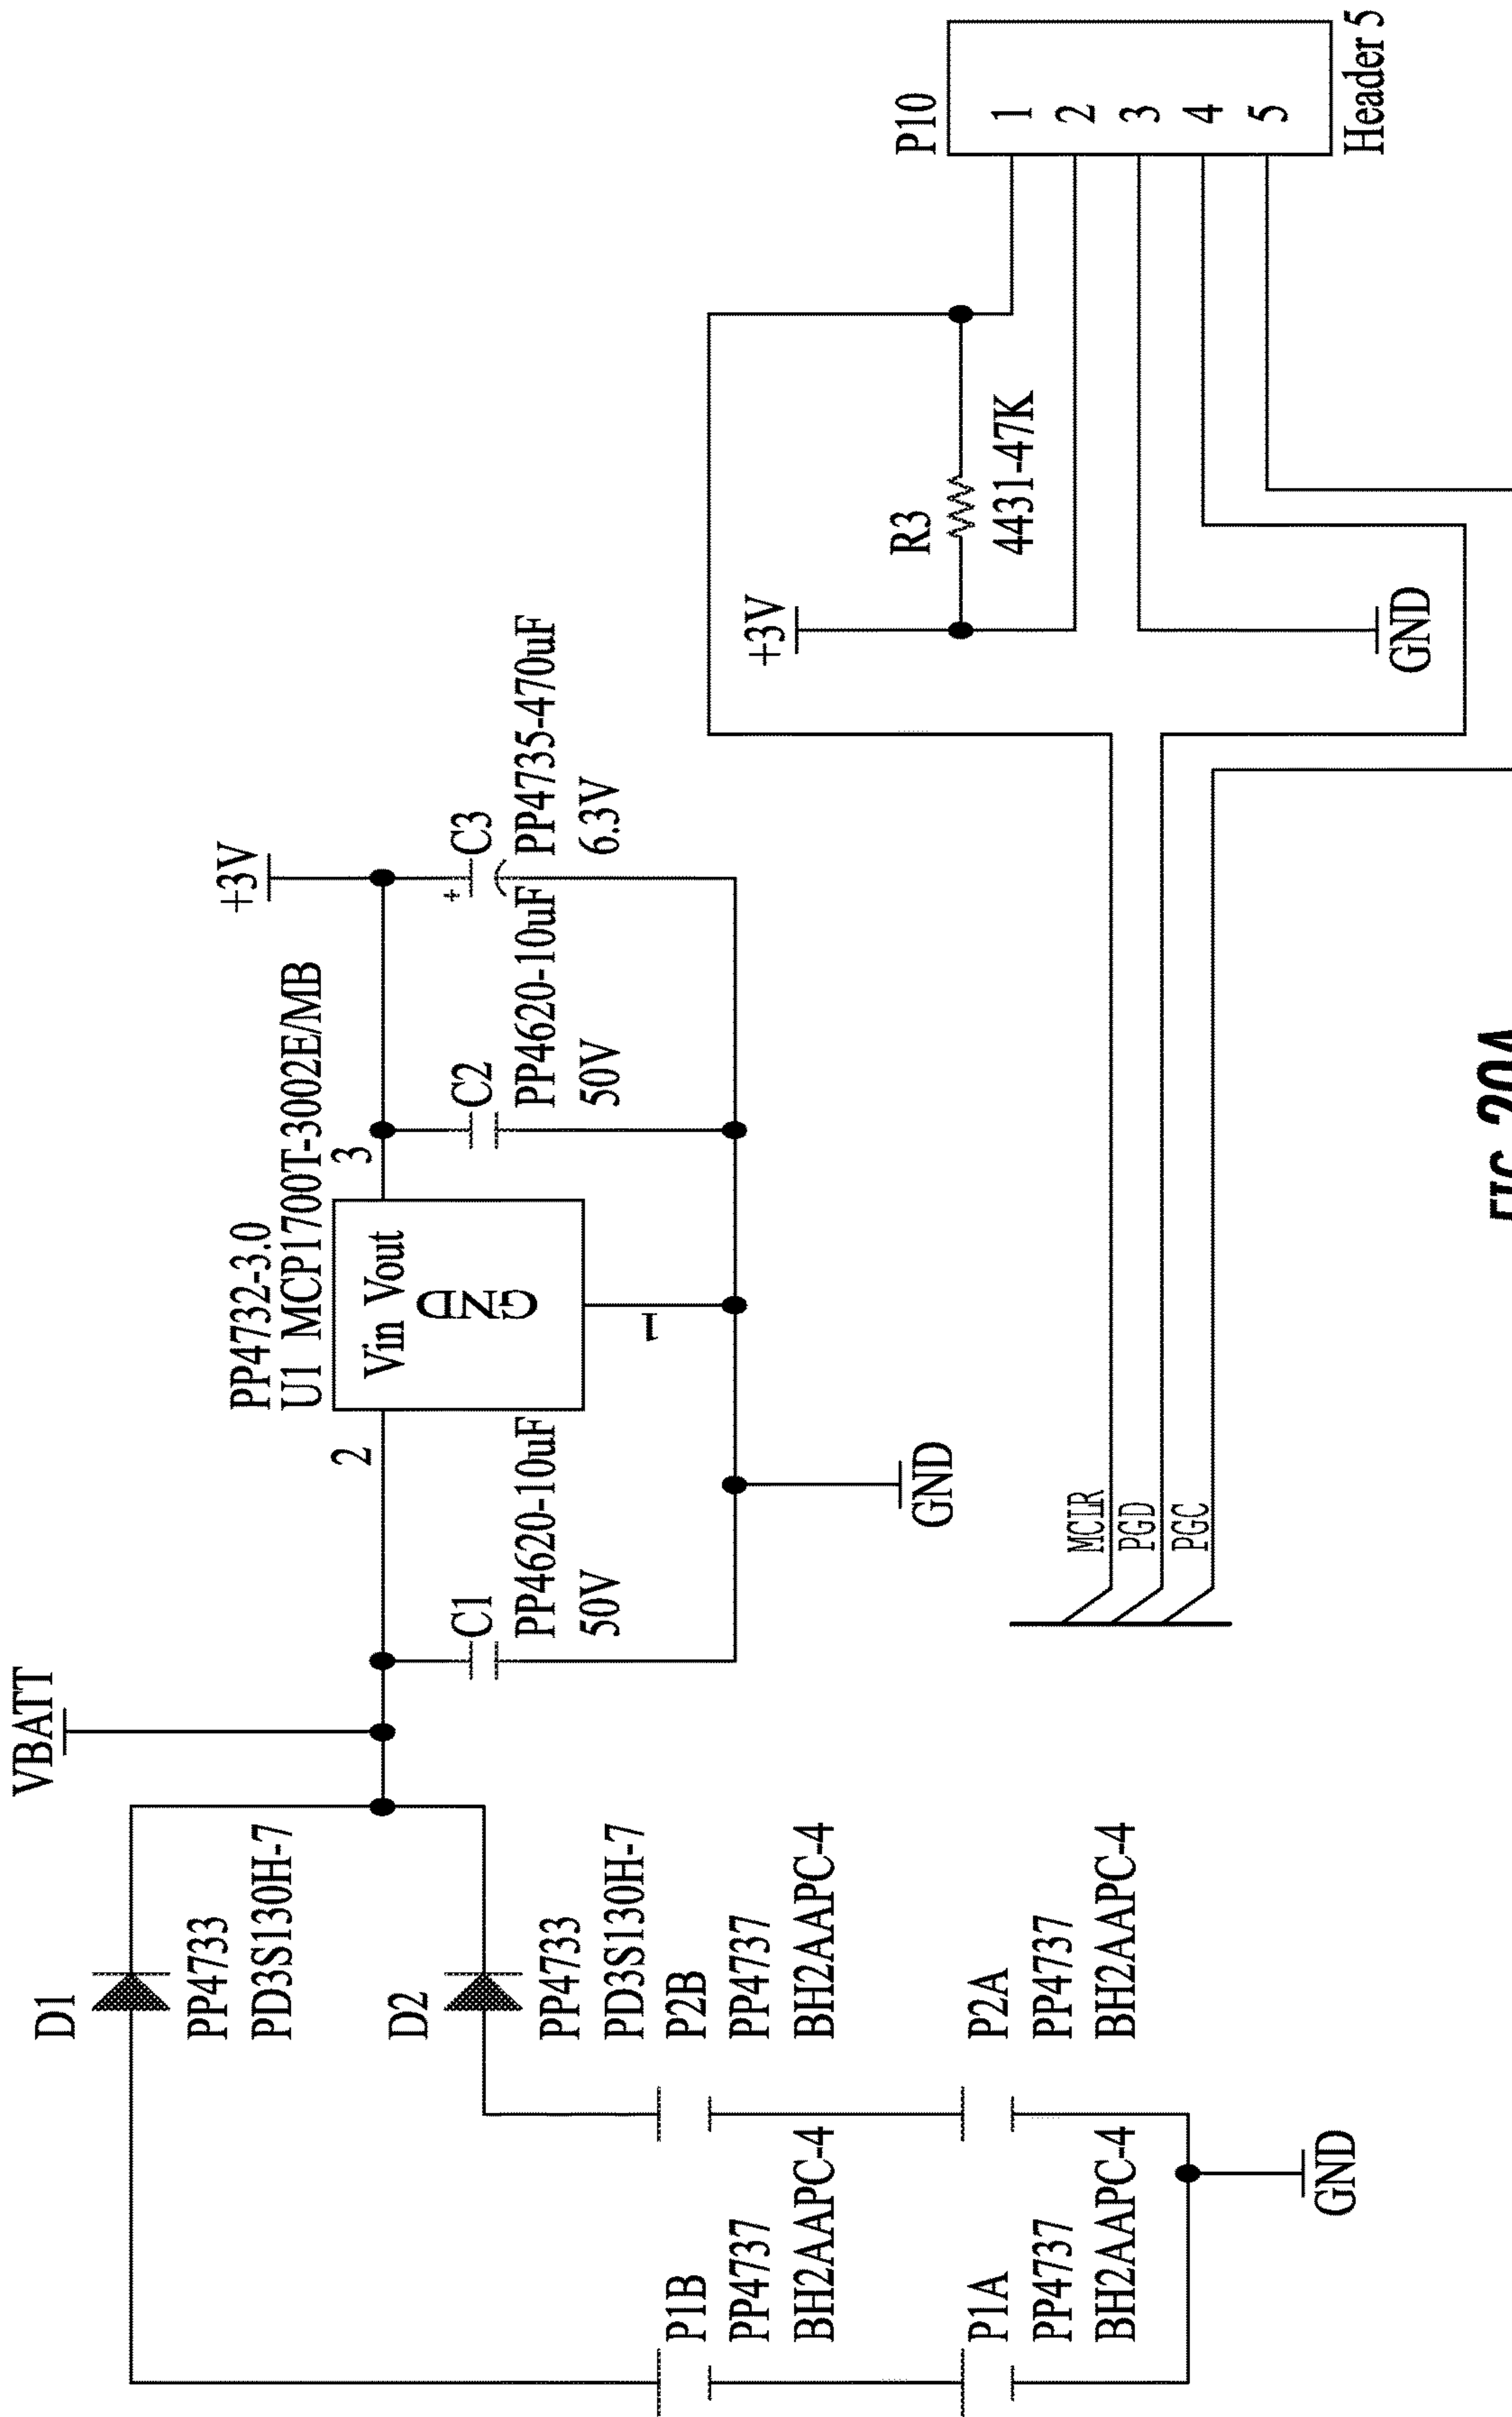 VBATT
D1
PP4733
PD3S130H-7
D2
PP4733
PD3S130H-7
P1B
PP4737
BH2AAPC-4
P2B
PP4737
BH2AAPC-4
P1A
PP4737
BH2AAPC-4
P2A
PP4737
BH2AAPC-4
GND
C1
PP4620-10uF
50V
PP4732-3.0
U1 MCP1700T-3002E/MB
2
Vin Vout
GND
3
1
C2
PP4620-10uF
50V
+3V
+
C3
PP4735-470uF
6.3V
GND
MCLR
PGD
PGC
+3V
R3
4431-47K
GND
P10
1
2
3
4
5
Header 5
FIG. 20A